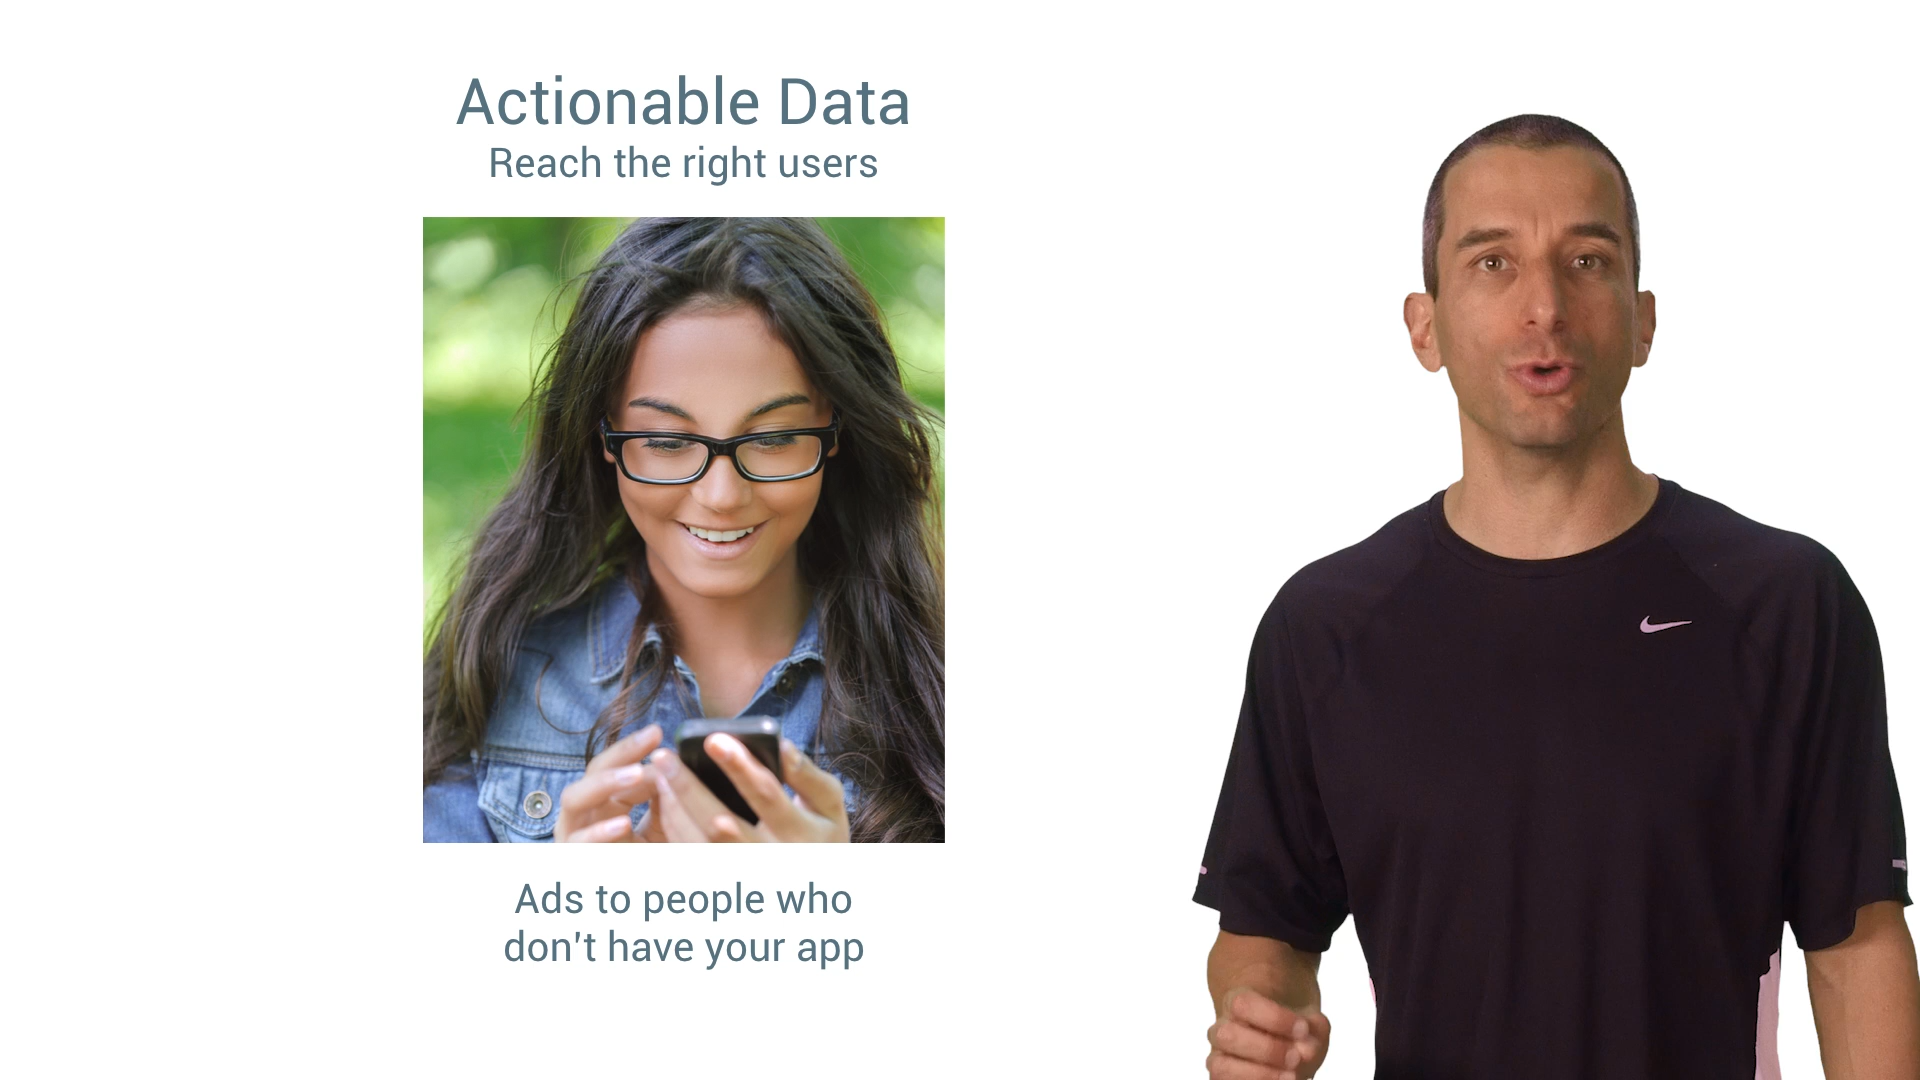 Actionable Data
Reach the right users
Ads to people who
don't have your app